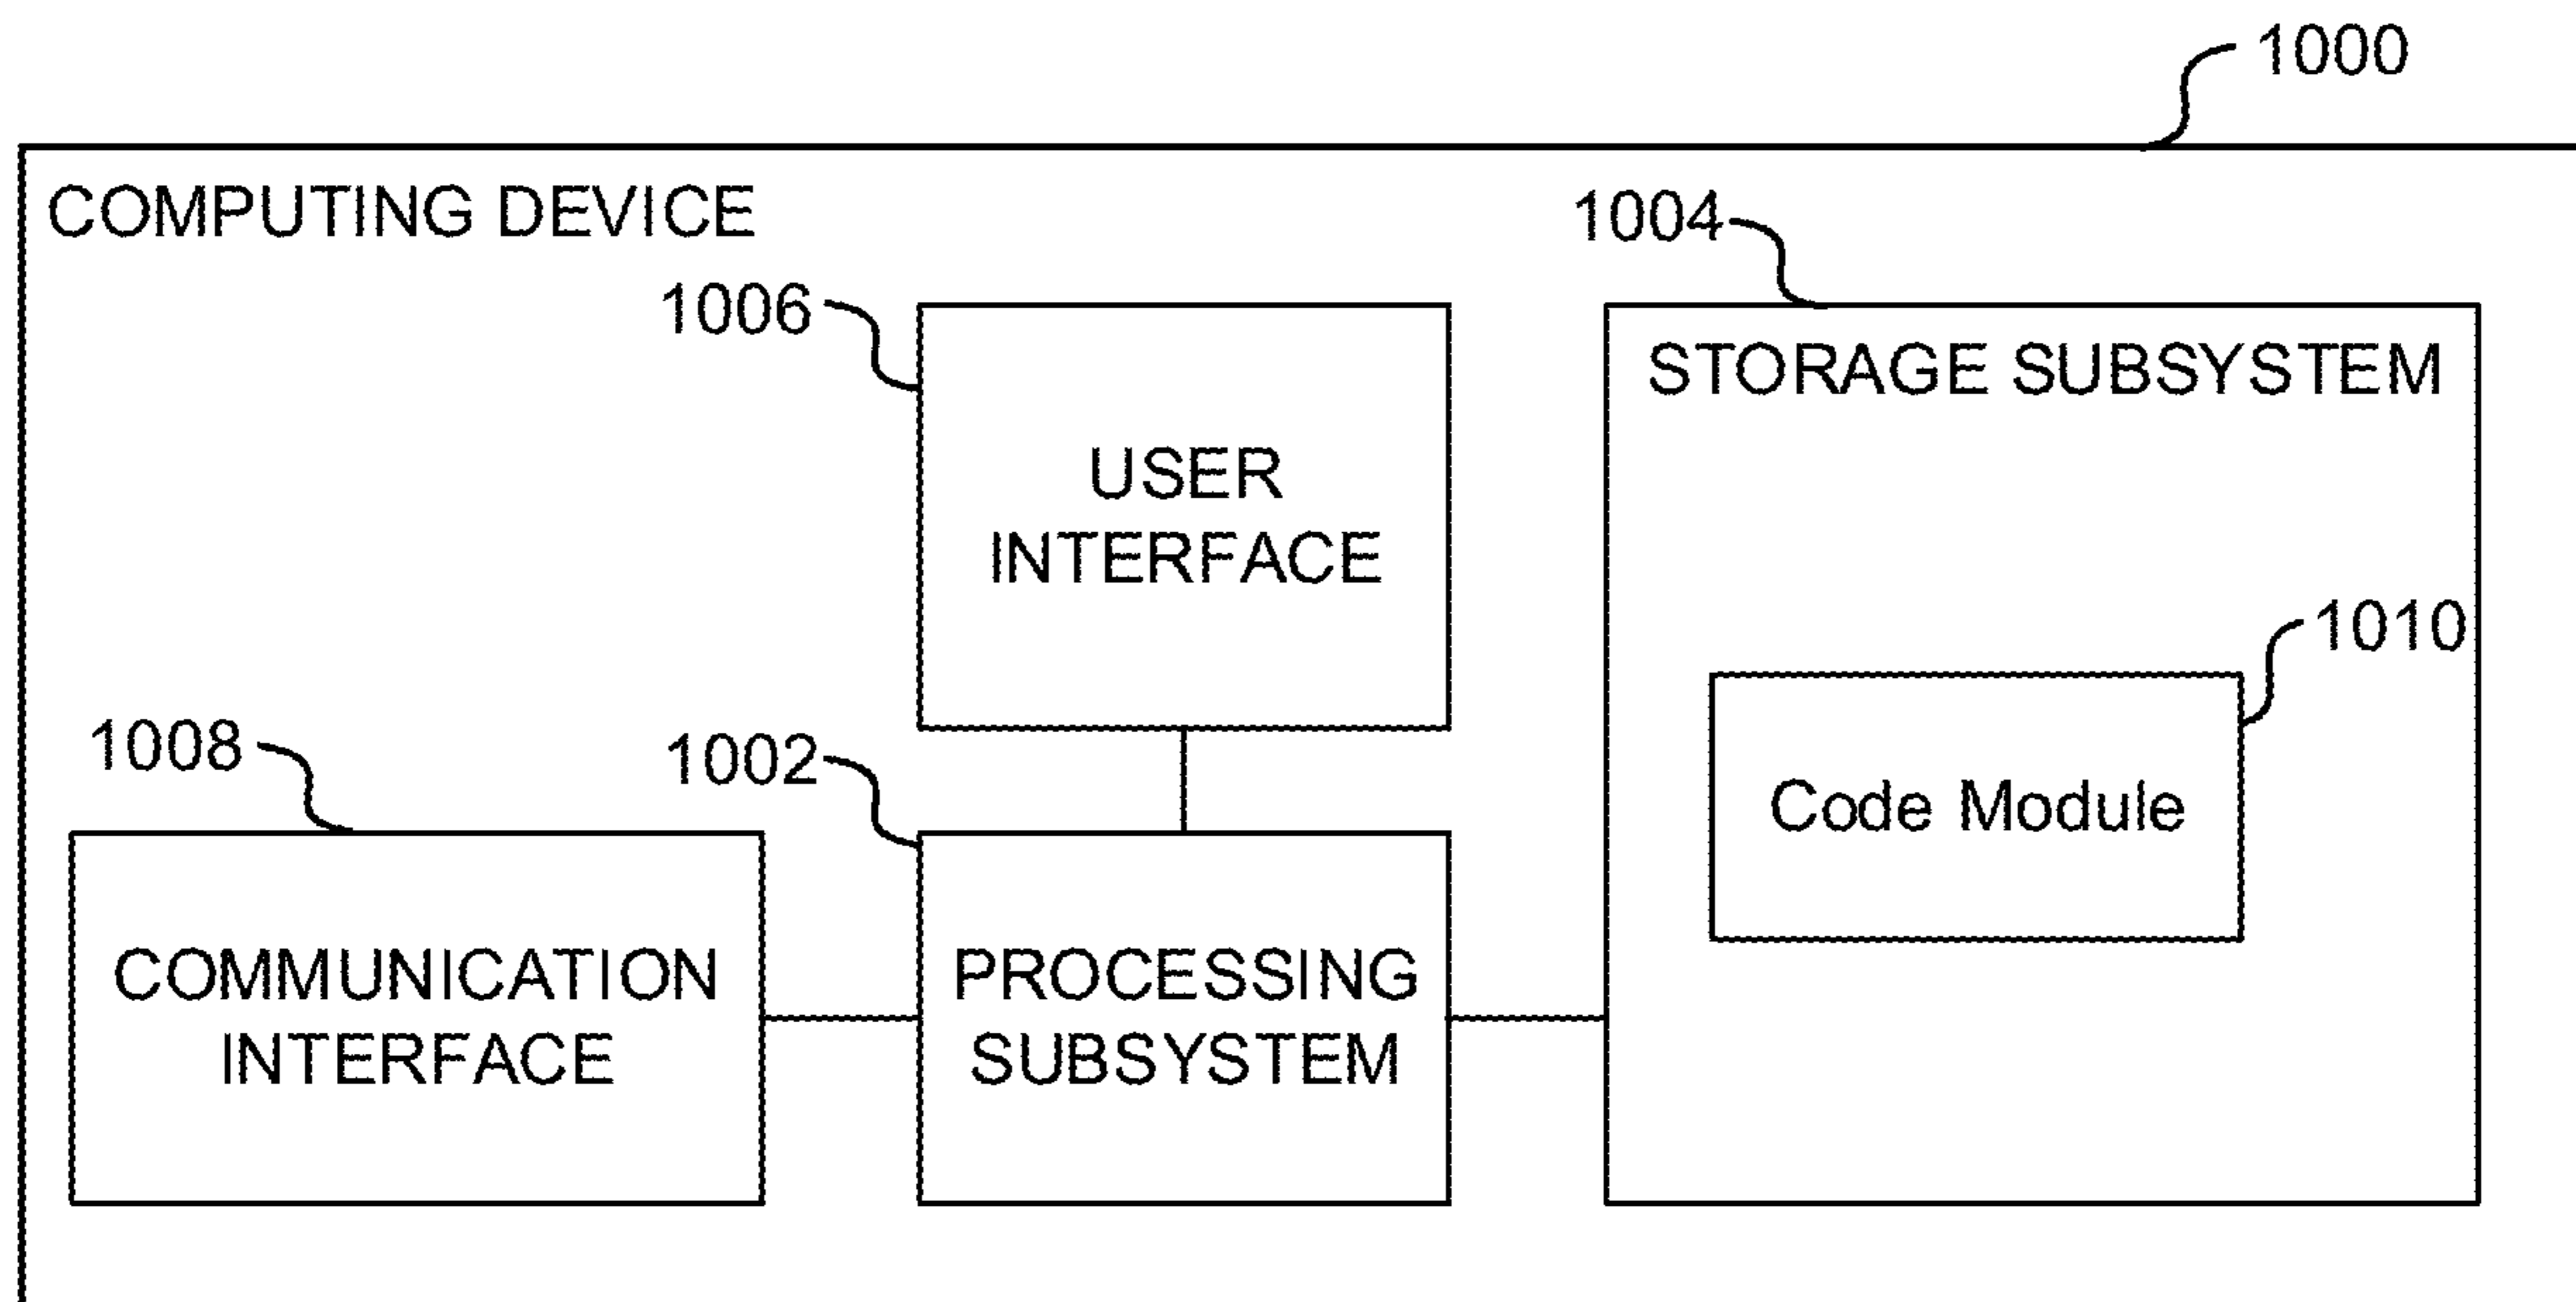 1000
COMPUTING DEVICE
1004
1006
STORAGE SUBSYSTEM
USER
INTERFACE
1010
1008
1002
Code Module
COMMUNICATION
INTERFACE
PROCESSING
SUBSYSTEM